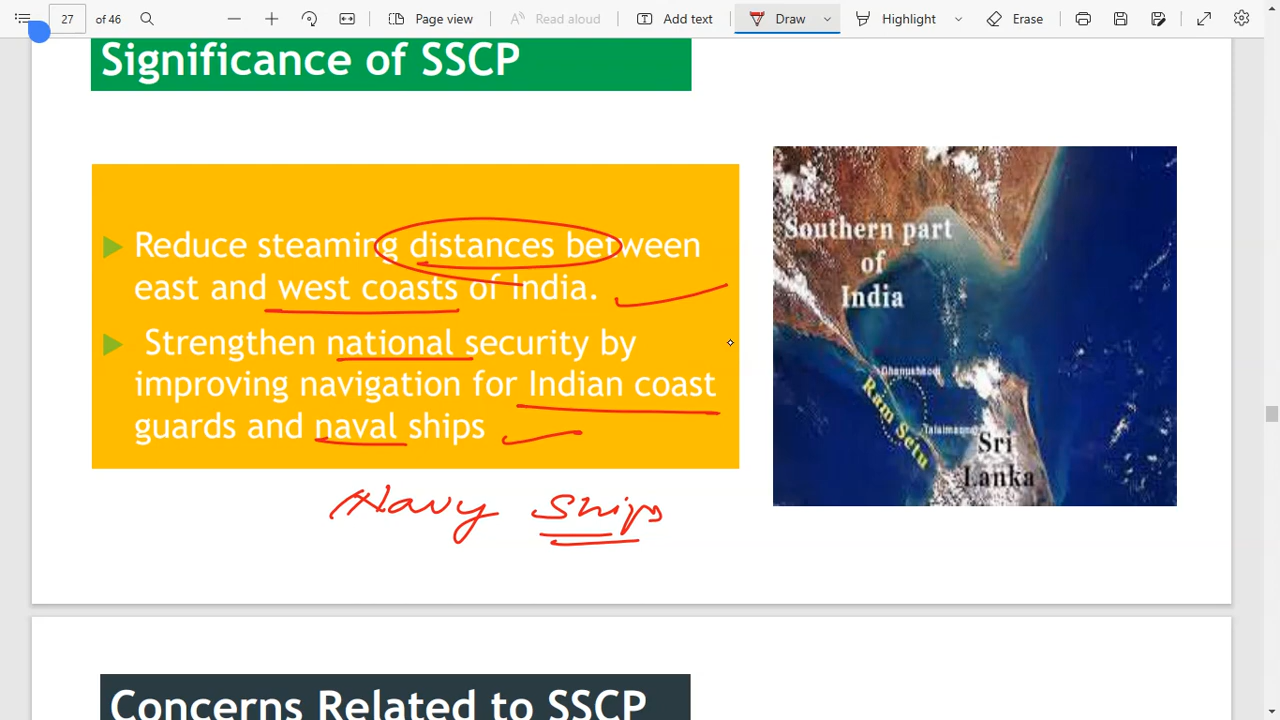 27 of 46 Page view Read aloud Add text Draw Highlight Erase
Significance of SSCP
Reduce steaming distances between
east and west coasts of India.
Strengthen national security by
improving navigation for Indian coast
guards and naval ships
Navy Ships
Southern part
of
India
Dhanushkodi
Ram Setu
Sri
Lanka
Concerns Related to SSCP